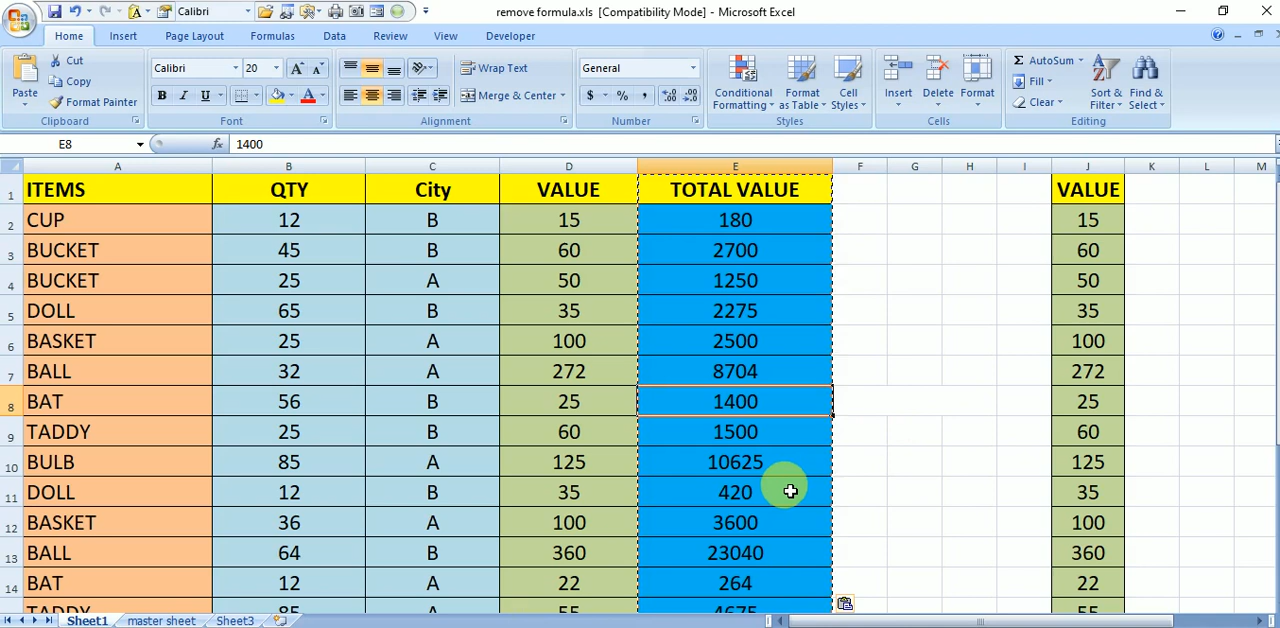 Calibri
remove formula.xls [Compatibility Mode] - Microsoft Excel
Home Insert Page Layout Formulas Data Review View Developer
Paste Cut Copy Format Painter Clipboard
Calibri 20 A A B I U A Font
Wrap Text Merge & Center Alignment
General $ % , Number
Conditional Formatting Format as Table Cell Styles Styles
Insert Delete Format Cells
Σ AutoSum Fill Clear Sort & Filter Find & Select Editing
E8 fx 1400
A B C D E F G H I J K L M
1 ITEMS QTY City VALUE TOTAL VALUE VALUE
2 CUP 12 B 15 180 15
3 BUCKET 45 B 60 2700 60
4 BUCKET 25 A 50 1250 50
5 DOLL 65 B 35 2275 35
6 BASKET 25 A 100 2500 100
7 BALL 32 A 272 8704 272
8 BAT 56 B 25 1400 25
9 TADDY 25 B 60 1500 60
10 BULB 85 A 125 10625 125
11 DOLL 12 B 35 420 35
12 BASKET 36 A 100 3600 100
13 BALL 64 B 360 23040 360
14 BAT 12 A 22 264 22
TADDY 85 A 55 4675 55
Sheet1 master sheet Sheet3